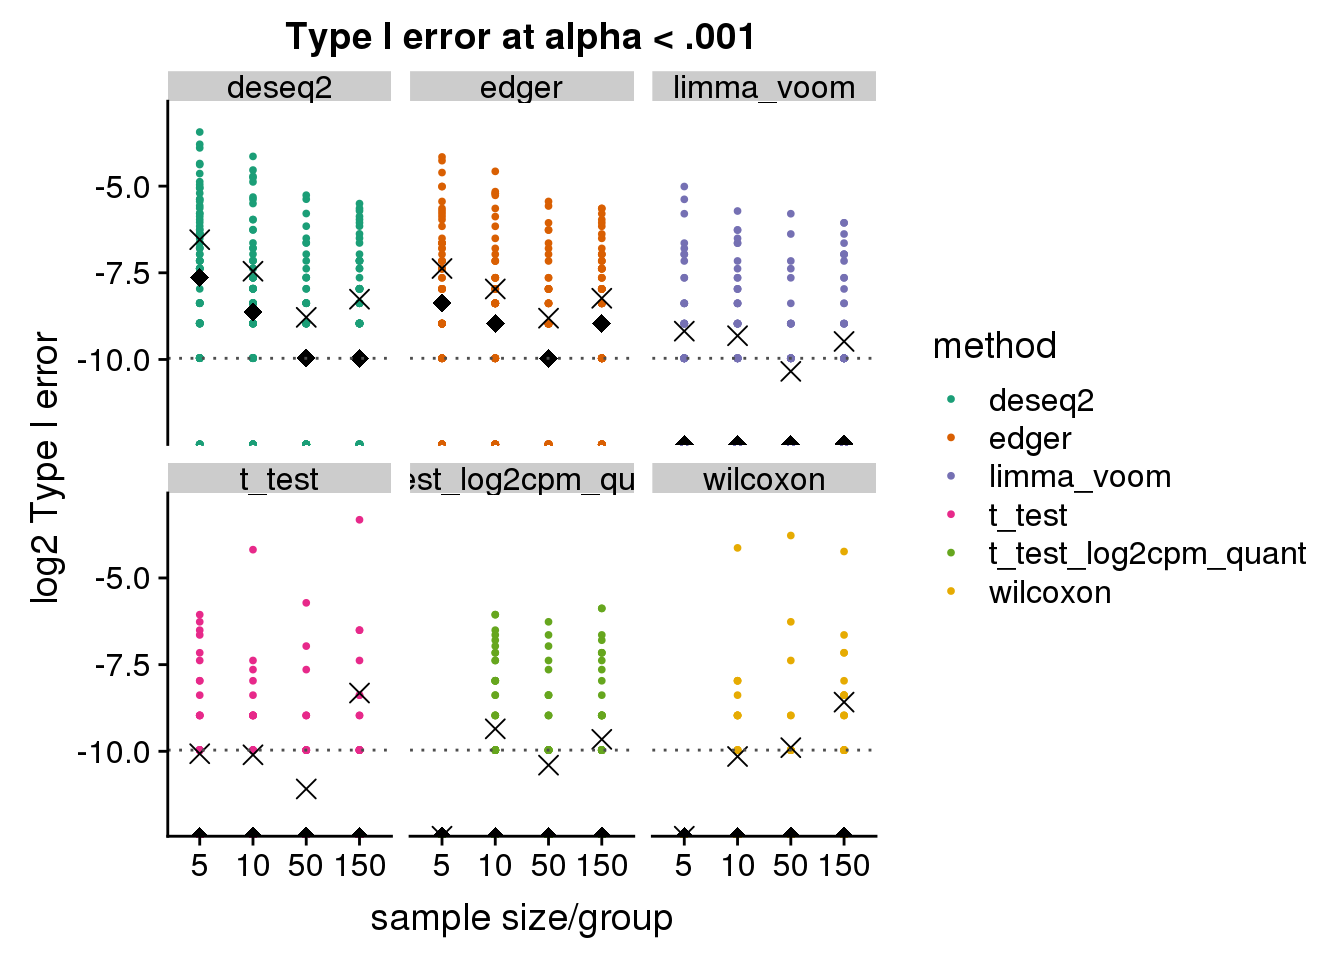 Type I error at alpha < .001
deseq2 edger limma_voom
-5.0
-7.5
-10.0
log2 Type I error
t_test est_log2cpm_qu wilcoxon
-5.0
-7.5
-10.0
5 10 50 150 5 10 50 150 5 10 50 150
sample size/group
method
deseq2
edger
limma_voom
t_test
t_test_log2cpm_quant
wilcoxon